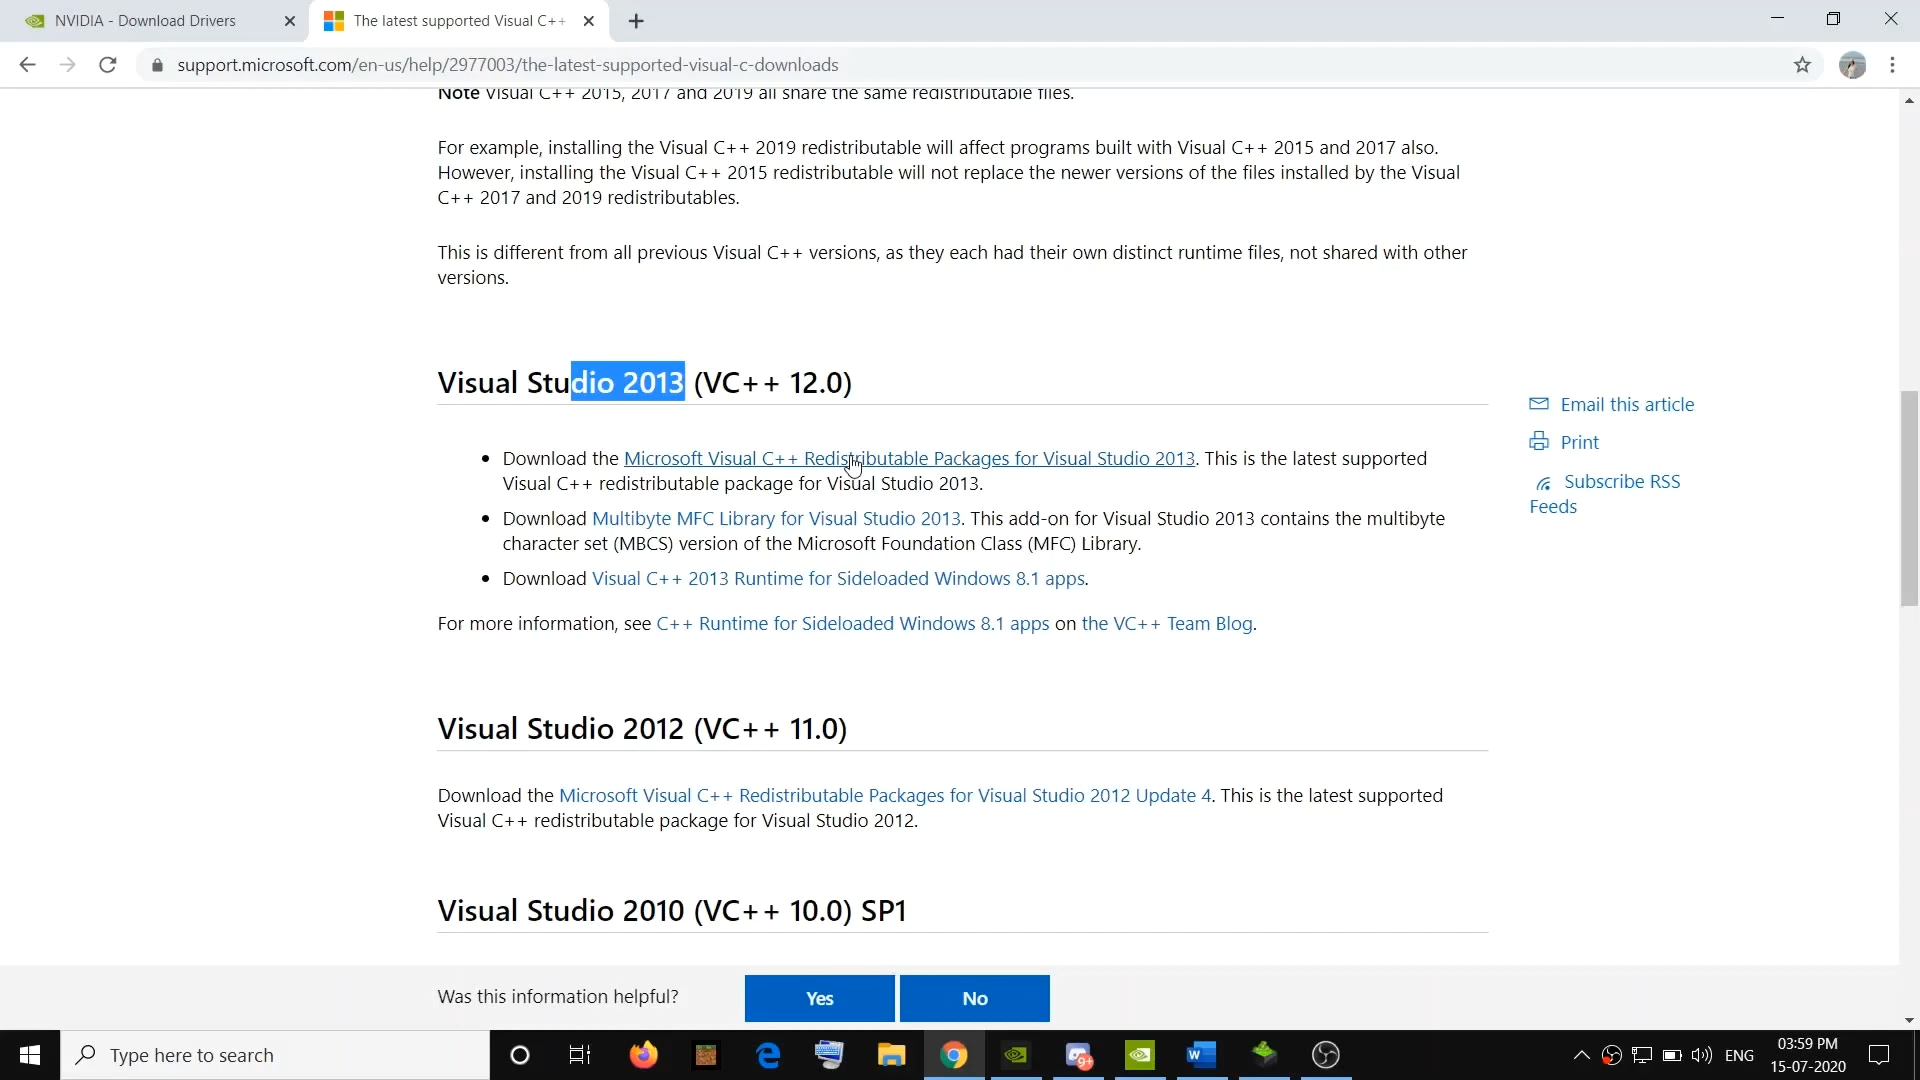 NVIDIA - Download Drivers
The latest supported Visual C++
support.microsoft.com/en-us/help/2977003/the-latest-supported-visual-c-downloads
Note Visual C++ 2015, 2017 and 2019 all share the same redistributable files.
For example, installing the Visual C++ 2019 redistributable will affect programs built with Visual C++ 2015 and 2017 also.
However, installing the Visual C++ 2015 redistributable will not replace the newer versions of the files installed by the Visual
C++ 2017 and 2019 redistributables.
This is different from all previous Visual C++ versions, as they each had their own distinct runtime files, not shared with other
versions.
Visual Studio 2013 (VC++ 12.0)
Email this article
Print
Subscribe RSS
Feeds
• Download the Microsoft Visual C++ Redistributable Packages for Visual Studio 2013. This is the latest supported
Visual C++ redistributable package for Visual Studio 2013.
• Download Multibyte MFC Library for Visual Studio 2013. This add-on for Visual Studio 2013 contains the multibyte
character set (MBCS) version of the Microsoft Foundation Class (MFC) Library.
• Download Visual C++ 2013 Runtime for Sideloaded Windows 8.1 apps.
For more information, see C++ Runtime for Sideloaded Windows 8.1 apps on the VC++ Team Blog.
Visual Studio 2012 (VC++ 11.0)
Download the Microsoft Visual C++ Redistributable Packages for Visual Studio 2012 Update 4. This is the latest supported
Visual C++ redistributable package for Visual Studio 2012.
Visual Studio 2010 (VC++ 10.0) SP1
Was this information helpful?
Yes
No
Type here to search
9+
ENG
03:59 PM
15-07-2020